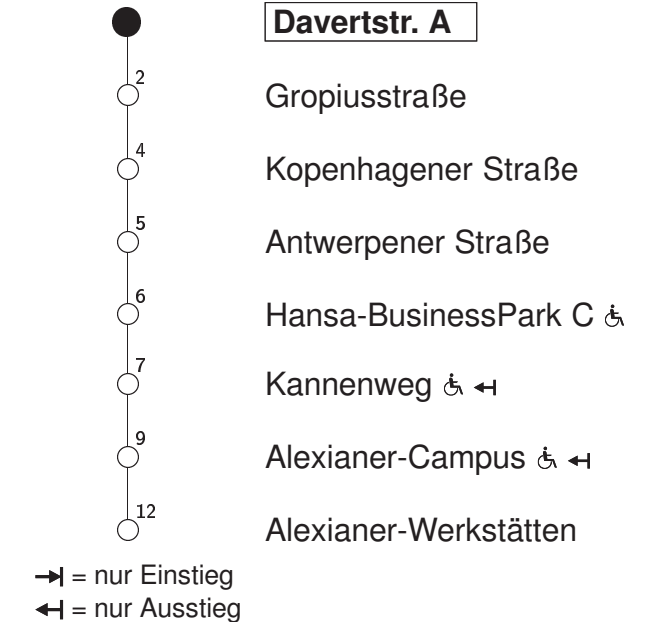 Davertstr. A
2
Gropiusstraße
4
Kopenhagener Straße
5
Antwerpener Straße
6
Hansa-BusinessPark C
7
Kannenweg
9
Alexianer-Campus
12
Alexianer-Werkstätten
= nur Einstieg
= nur Ausstieg